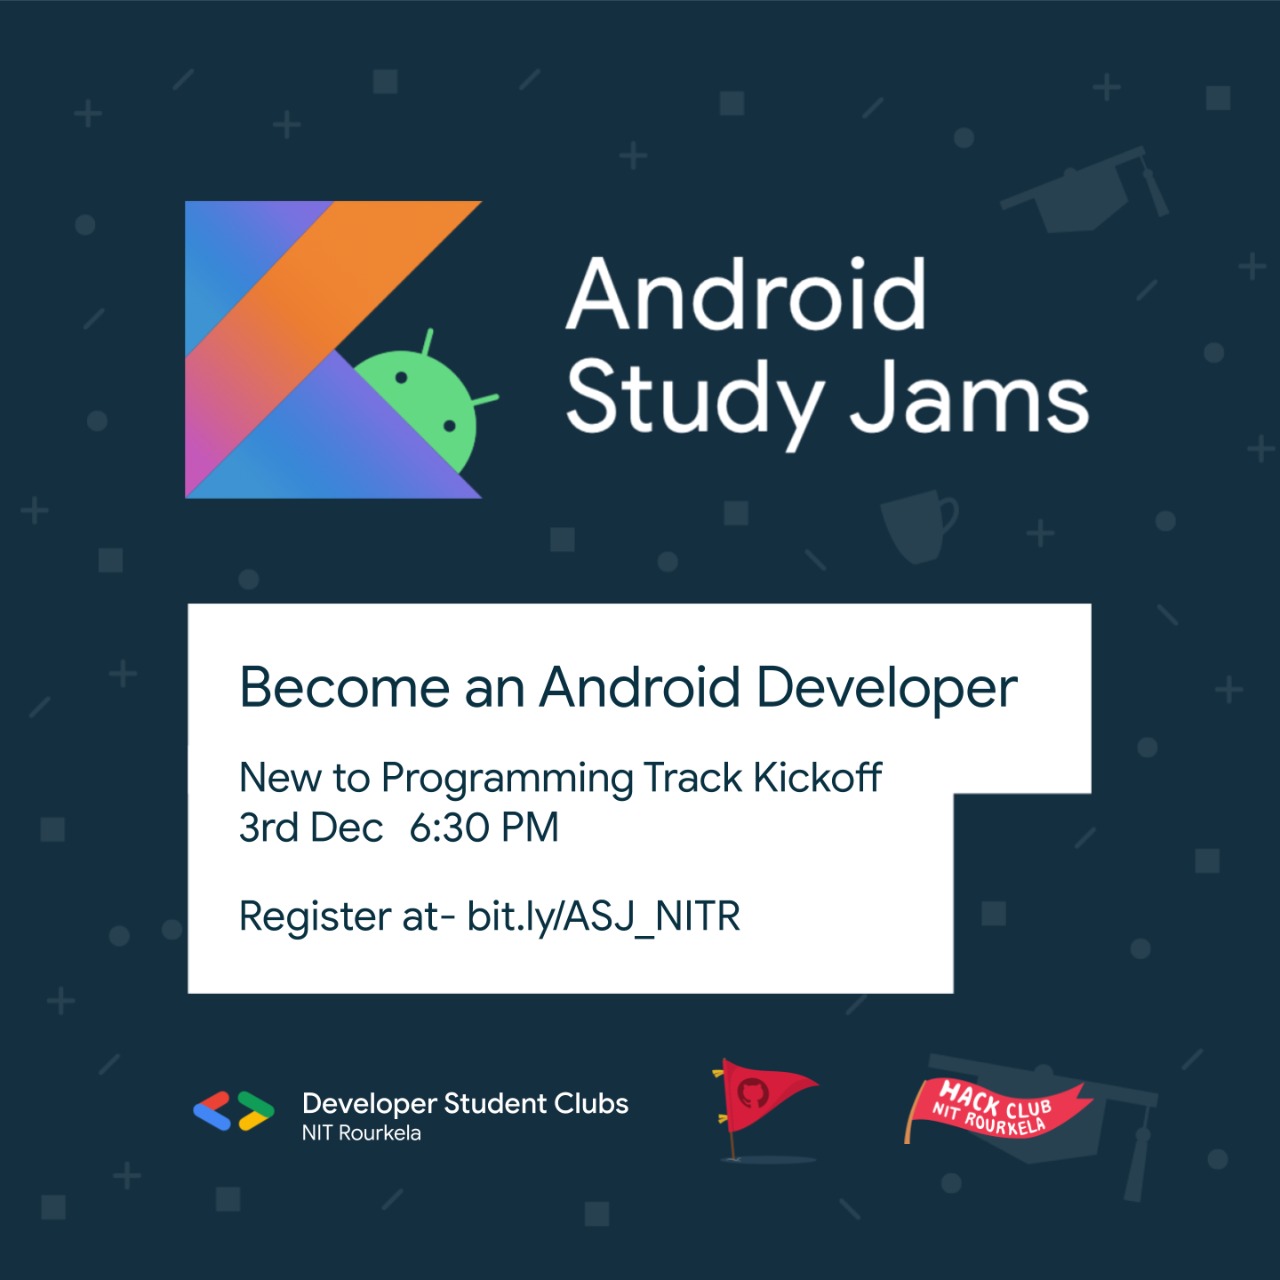 Android
Study Jams
Become an Android Developer
New to Programming Track Kickoff
3rd Dec 6:30 PM
Register at- bit.ly/ASJ_NITR
Developer Student Clubs
NIT Rourkela
HACK CLUB
NIT ROURKELA